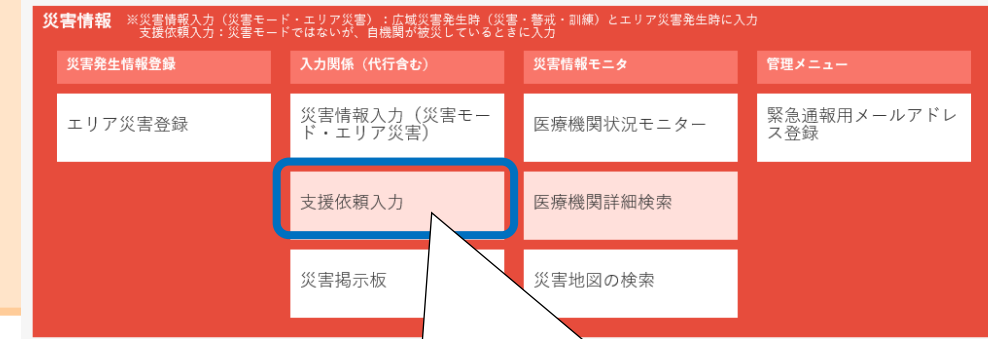 災害情報 ※災害情報入力（災害モード・エリア災害）：広域災害発生時（災害・警戒・訓練）とエリア災害発生時に入力
支援依頼入力：災害モードではないが、自機関が被災しているときに入力
災害発生情報登録
エリア災害登録
入力関係（代行含む）
災害情報入力（災害モー
ド・エリア災害）
支援依頼入力
災害掲示板
災害情報モニタ
医療機関状況モニター
医療機関詳細検索
災害地図の検索
管理メニュー
緊急通報用メールアドレ
ス登録